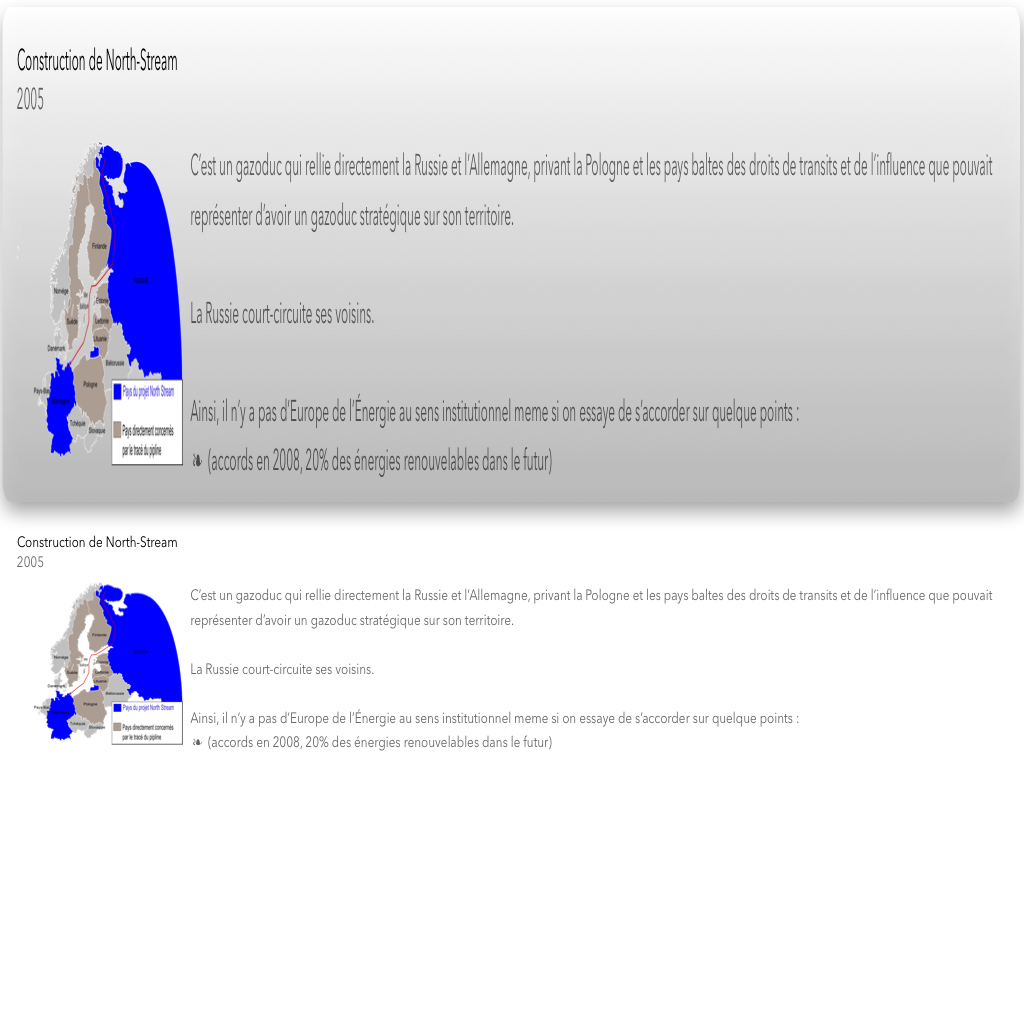 Construction de North-Stream
2005
C'est un gazoduc qui rellie directement la Russie et l'Allemagne, privant la Pologne et les pays baltes des droits de transits et de l'influence que pouvait
représenter d'avoir un gazoduc stratégique sur son territoire.
Finlande
Norvège
Estonie
La Russie court-circuite ses voisins.
Suède
Lettonie
Lituanie
Danemark
Biélorussie
Pologne
Pays-Bas
Pays du projet North Stream
Ainsi, il n'y a pas d'Europe de l'Énergie au sens institutionnel meme si on essaye de s'accorder sur quelque points :
Tchéquie
Slovaquie
Pays directement concernés
par le tracé du pipline
❧ (accords en 2008, 20% des énergies renouvelables dans le futur)
Construction de North-Stream
2005
C'est un gazoduc qui rellie directement la Russie et l'Allemagne, privant la Pologne et les pays baltes des droits de transits et de l'influence que pouvait
représenter d'avoir un gazoduc stratégique sur son territoire.
Finlande
Norvège
La Russie court-circuite ses voisins.
Suède
Lettonie
Lituanie
Danemark
Biélorussie
Pologne
Pays-Bas
Pays du projet North Stream
Ainsi, il n'y a pas d'Europe de l'Énergie au sens institutionnel meme si on essaye de s'accorder sur quelque points :
Tchéquie
Pays directement concernés
par le tracé du pipline
❧ (accords en 2008, 20% des énergies renouvelables dans le futur)